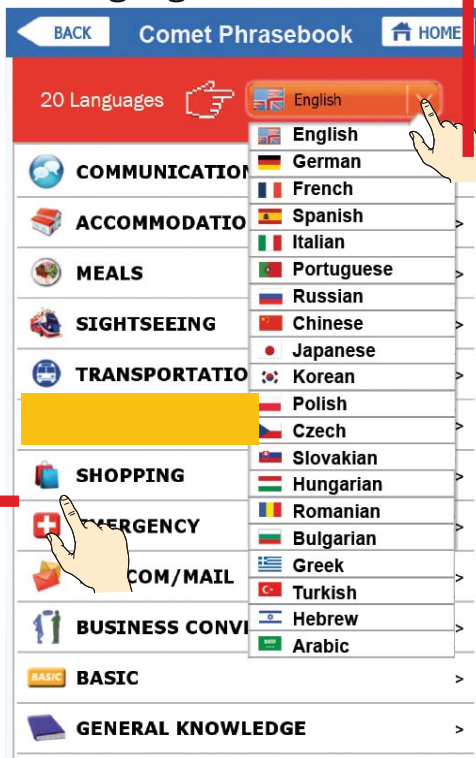 BACK Comet Phrasebook HOME
20 Languages English
English
German
French
Spanish
Italian
Portuguese
Russian
Chinese
Japanese
Korean
Polish
Czech
Slovakian
Hungarian
Romanian
Bulgarian
Greek
Turkish
Hebrew
Arabic
COMMUNICATION
ACCOMMODATIO >
MEALS >
SIGHTSEEING >
TRANSPORTATIO >
>
SHOPPING >
ERGENCY >
COM/MAIL >
BUSINESS CONV >
BASIC BASIC >
GENERAL KNOWLEDGE >